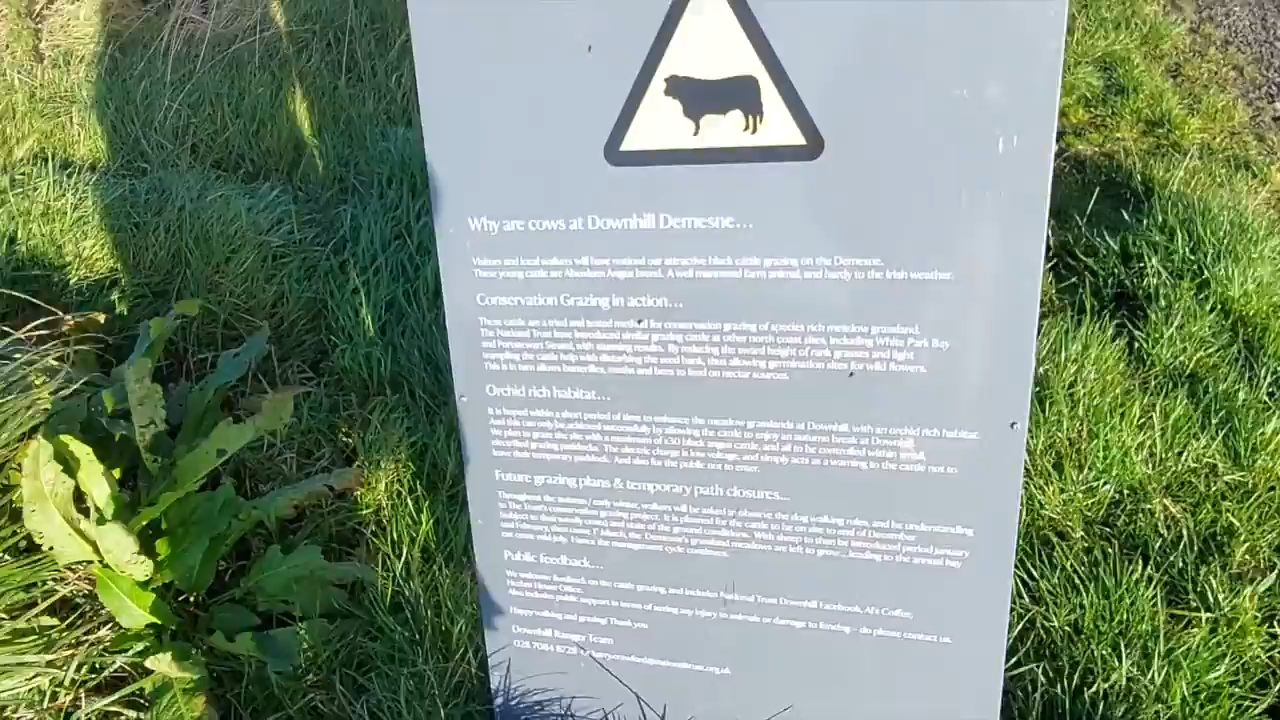 Why are cows at Downhill Demesne...
Visitors and local walkers will have noticed our attractive black cattle grazing on the Demesne.
These young cattle are Aberdeen Angus breed. A well mannered farm animal, and hardy to the Irish weather.
Conservation Grazing in action...
These cattle are a tried and tested method for conservation grazing of species rich meadow grassland.
The National Trust have introduced similar grazing cattle at other north coast sites, including White Park Bay
and Portstewart Strand, with amazing results. By reducing the sward height of rank grasses and light
trampling the cattle help with disturbing the seed bank, thus allowing germination sites for wild flowers.
This is in turn allows butterflies, moths and bees to feed on nectar sources.
Orchid rich habitat...
It is hoped within a short period of time to enhance the meadow grasslands at Downhill, with an orchid rich habitat.
And this can only be achieved successfully by allowing the cattle to enjoy an autumn break at Downhill.
We plan to graze the site with a maximum of x30 black angus cattle, and all to be controlled within small,
electrified grazing paddocks. The electric charge is low voltage, and simply acts as a warning to the cattle not to
leave their temporary paddock. And also for the public not to enter.
Future grazing plans & temporary path closures...
Throughout the autumn / early winter, walkers will be asked to observe the dog walking rules, and be understanding
to The Trust's conservation grazing project. It is planned for the cattle to be on site to end of December
(subject to and state of the ground conditions. With sheep to then be introduced period January
and February, then come 1st March, the Demesne's grassland meadows are left to grow... leading to the annual hay
cut come mid-July. Hence the management cycle continues.
Public feedback...
We welcome feedback on the cattle grazing, and includes National Trust Downhill Facebook, Al's Coffee,
Hezlett House Office.
Also includes public support in terms of seeing any injury to animals or damage to fencing - do please contact us.
Happy walking and grazing! Thank you
Downhill Ranger Team
028 7084 8728